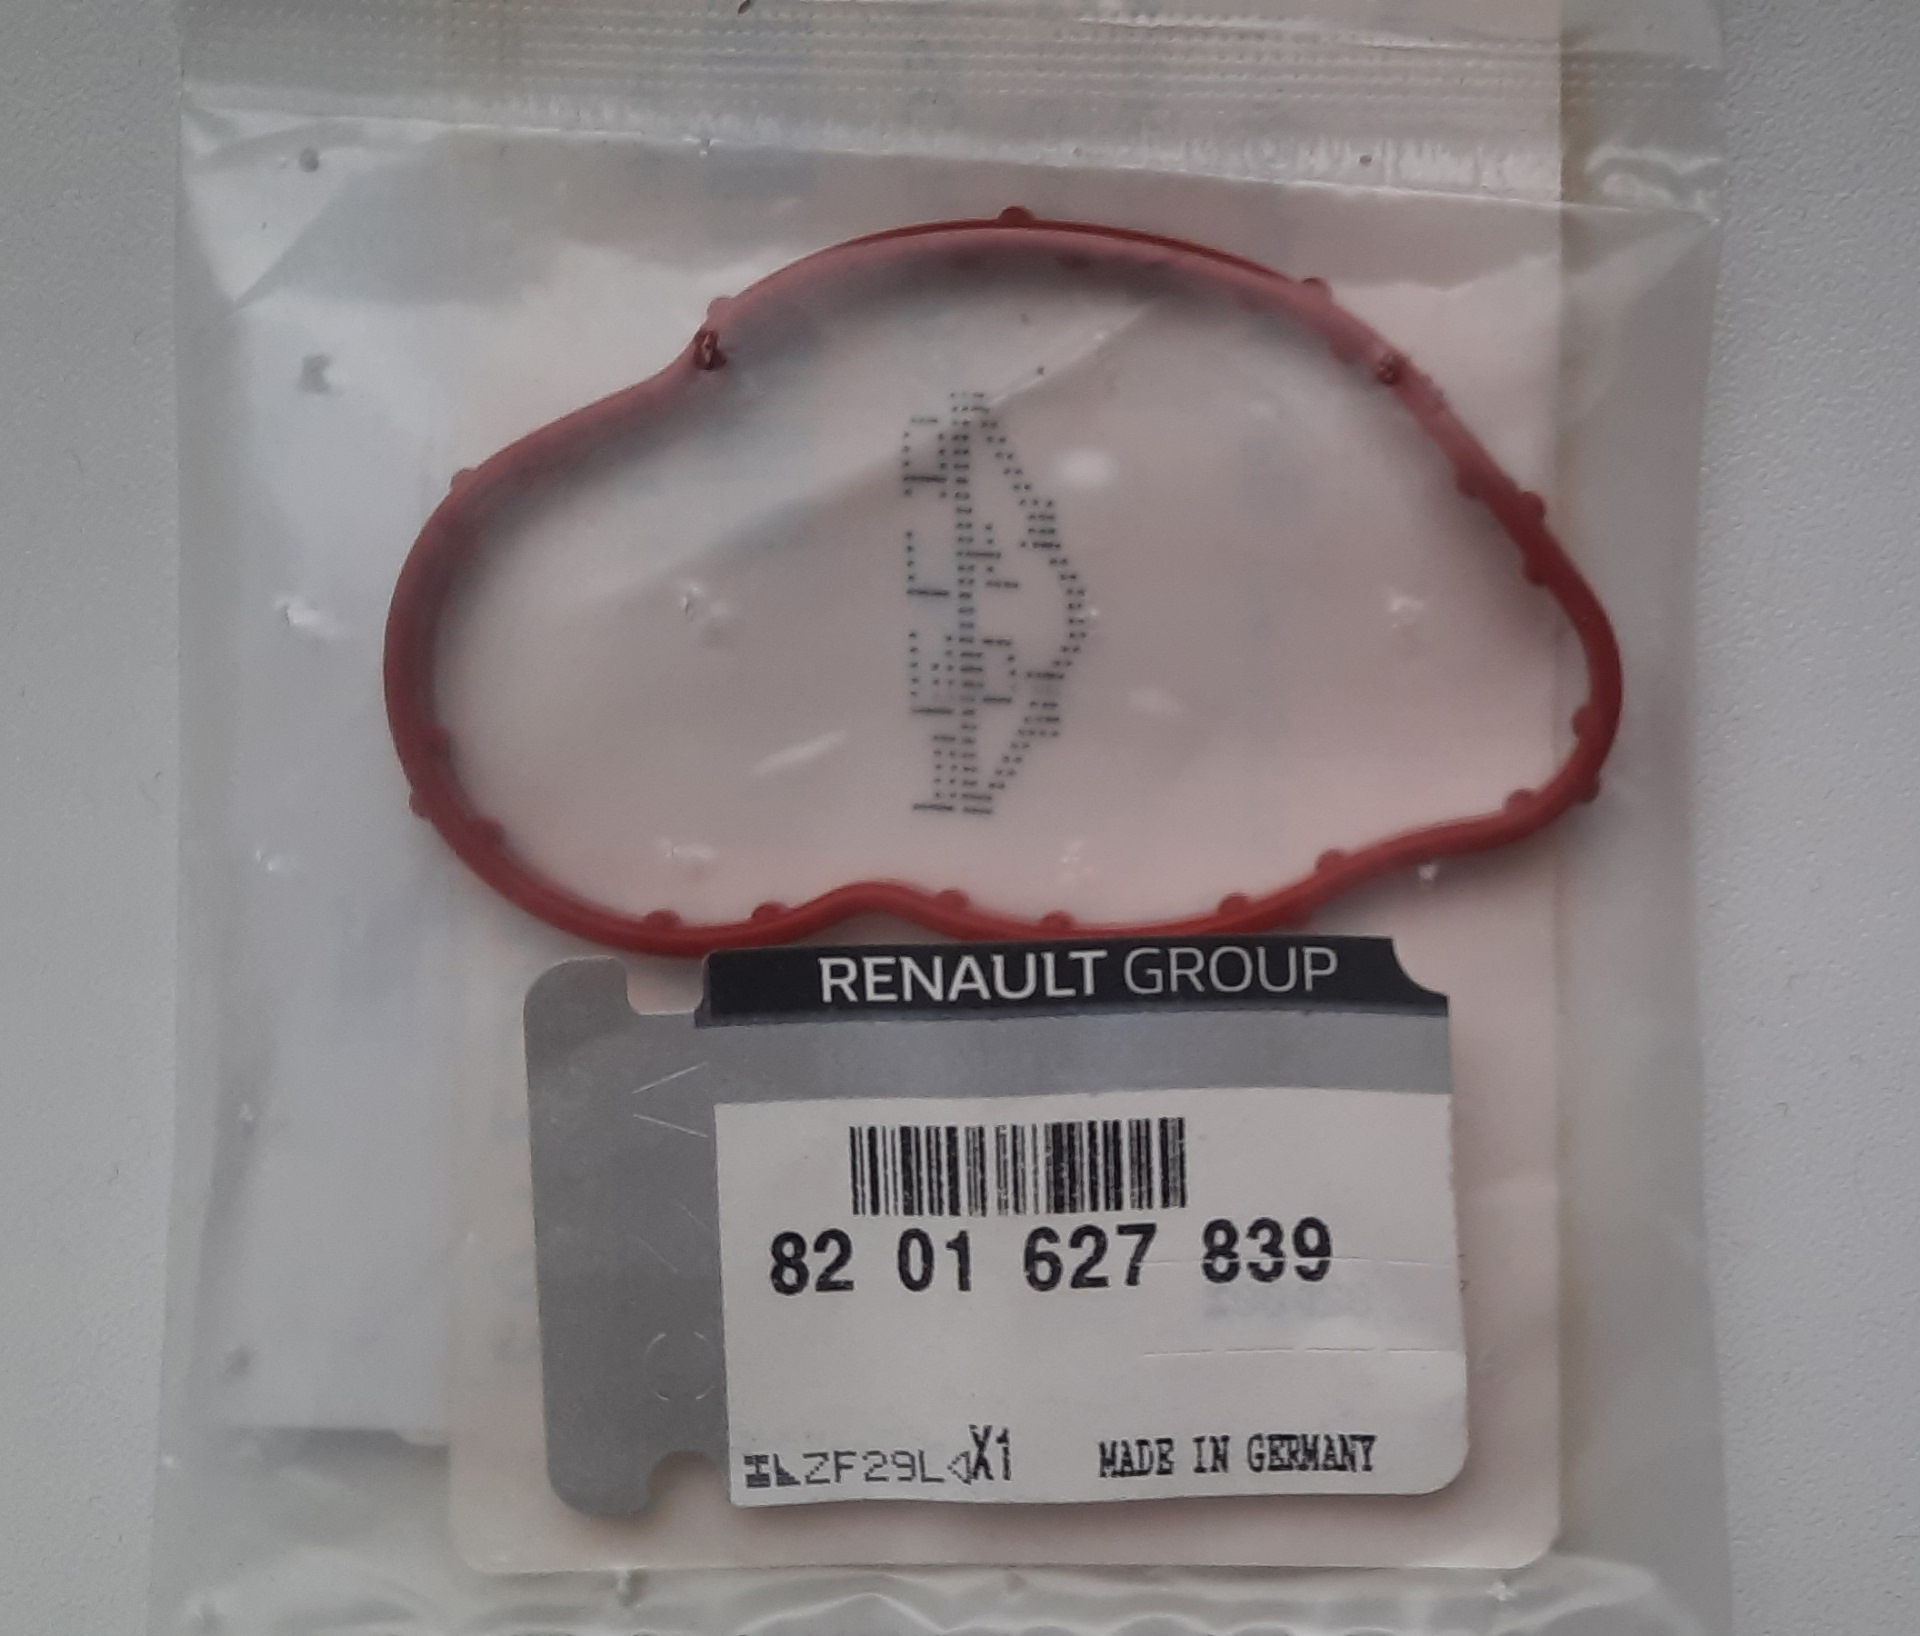 RENAULT GROUP
82 01 627 839
ZF29L X1 MADE IN GERMANY